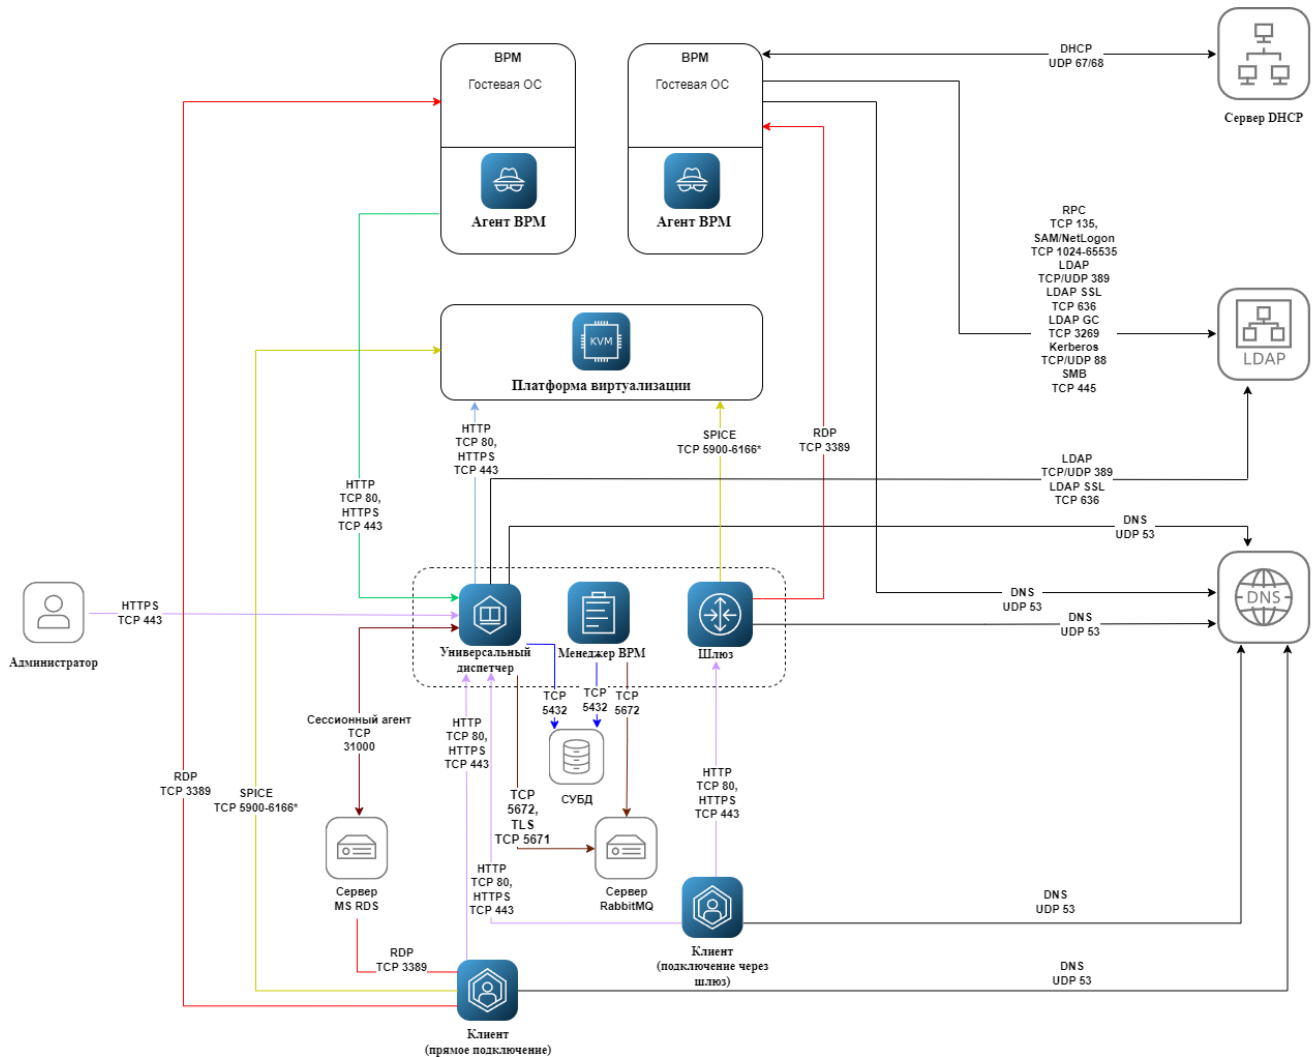 ВРМ
Гостевая ОС
Агент ВРМ
ВРМ
Гостевая ОС
Агент ВРМ
DHCP
UDP 67/68
Сервер DHCP
RPC
TCP 135,
SAM/NetLogon
TCP 1024-65535
LDAP
TCP/UDP 389
LDAP SSL
TCP 636
LDAP GC
TCP 3269
Kerberos
TCP/UDP 88
SMB
TCP 445
LDAP
KVM
Платформа виртуализации
HTTP
TCP 80,
HTTPS
TCP 443
SPICE
TCP 5900-6166*
RDP
TCP 3389
LDAP
TCP/UDP 389
LDAP SSL
TCP 636
HTTP
TCP 80,
HTTPS
TCP 443
DNS
UDP 53
DNS
UDP 53
DNS
UDP 53
DNS
HTTPS
TCP 443
Администратор
Универсальный
диспетчер
Менеджер ВРМ
Шлюз
TCP
5432
TCP
5432
TCP
5672
Сессионный агент
TCP
31000
HTTP
TCP 80,
HTTPS
TCP 443
RDP
TCP 3389
SPICE
TCP 5900-6166*
СУБД
TCP
5672,
TLS
TCP 5671
HTTP
TCP 80,
HTTPS
TCP 443
Сервер
MS RDS
HTTP
TCP 80,
HTTPS
TCP 443
Сервер
RabbitMQ
DNS
UDP 53
Клиент
(подключение через
шлюз)
RDP
TCP 3389
DNS
UDP 53
Клиент
(прямое подключение)